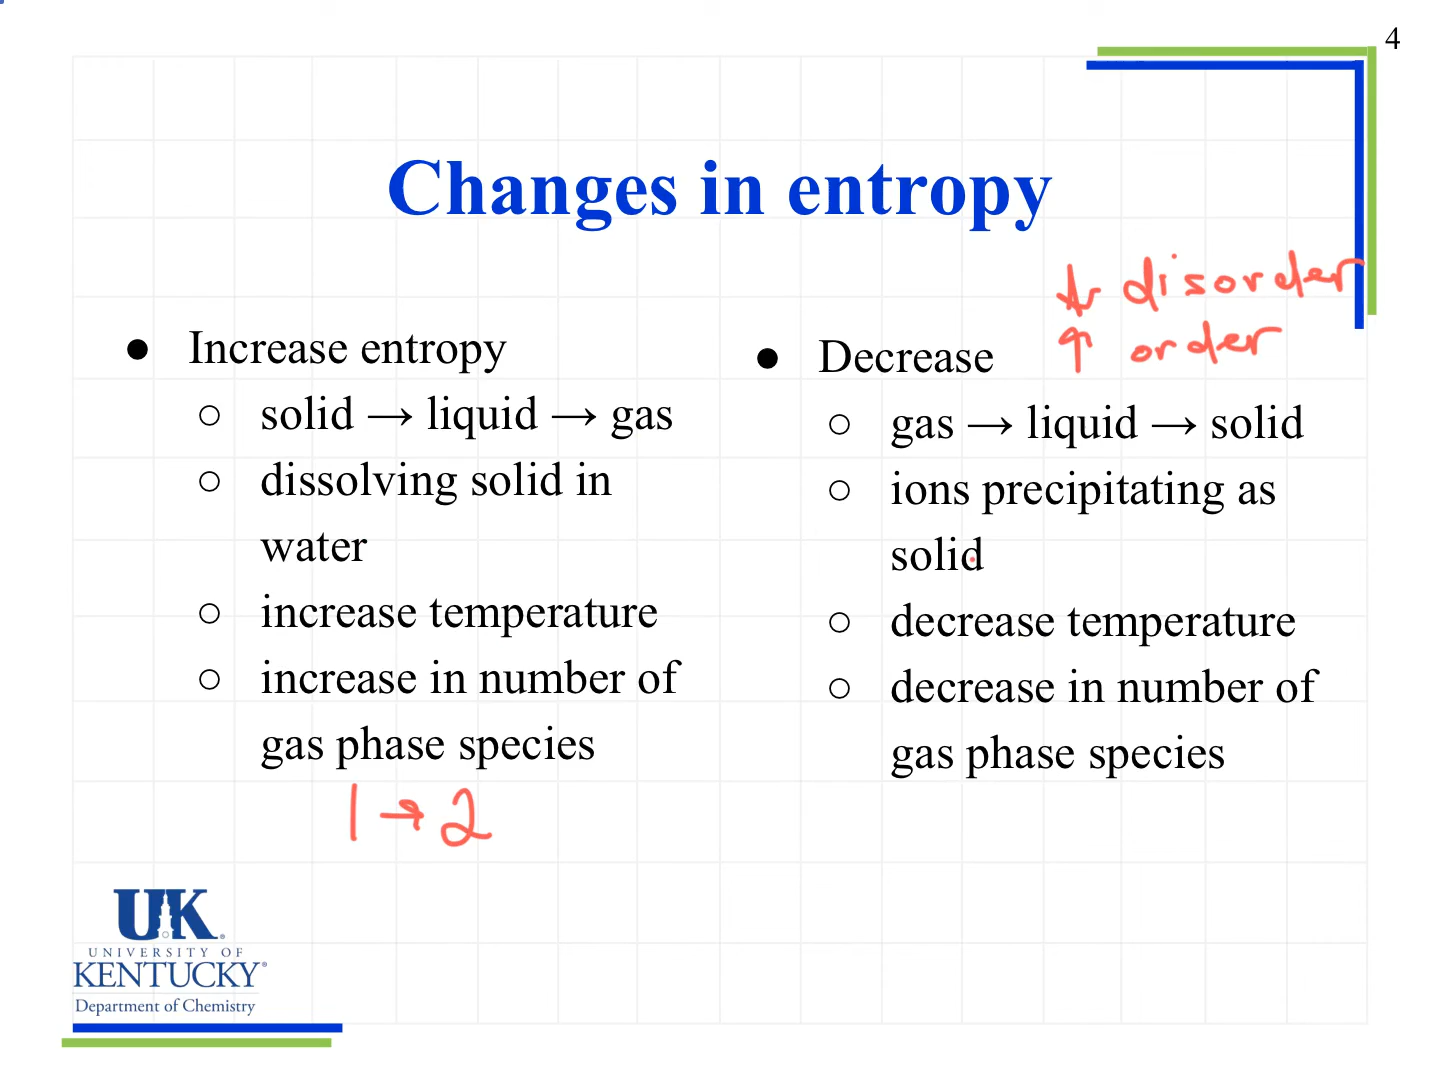 4
Changes in entropy
● Increase entropy
○ solid → liquid → gas
○ dissolving solid in
water
○ increase temperature
○ increase in number of
gas phase species
1 → 2
↓ disorder
↑ order
● Decrease
○ gas → liquid → solid
○ ions precipitating as
solid
○ decrease temperature
○ decrease in number of
gas phase species
UK®
UNIVERSITY OF
KENTUCKY®
Department of Chemistry